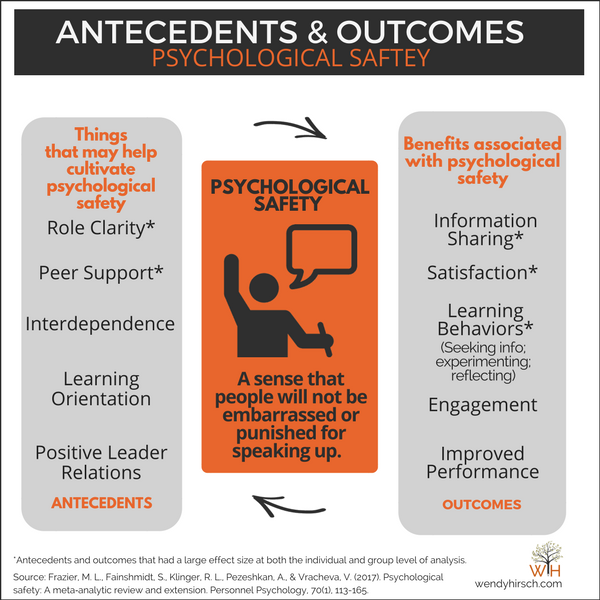 ANTECEDENTS & OUTCOMES
PSYCHOLOGICAL SAFTEY
Things
that may help
cultivate
psychological
safety
Role Clarity*
Peer Support*
Interdependence
Learning
Orientation
Positive Leader
Relations
ANTECEDENTS
PSYCHOLOGICAL
SAFETY
A sense that
people will not be
embarrassed or
punished for
speaking up.
Benefits associated
with psychological
safety
Information
Sharing*
Satisfaction*
Learning
Behaviors*
(Seeking info;
experimenting;
reflecting)
Engagement
Improved
Performance
OUTCOMES
*Antecedents and outcomes that had a large effect size at both the individual and group level of analysis.
Source: Frazier, M. L., Fainshmidt, S., Klinger, R. L., Pezeshkan, A., & Vracheva, V. (2017). Psychological
safety: A meta-analytic review and extension. Personnel Psychology, 70(1), 113-165.
WH
wendyhirsch.com